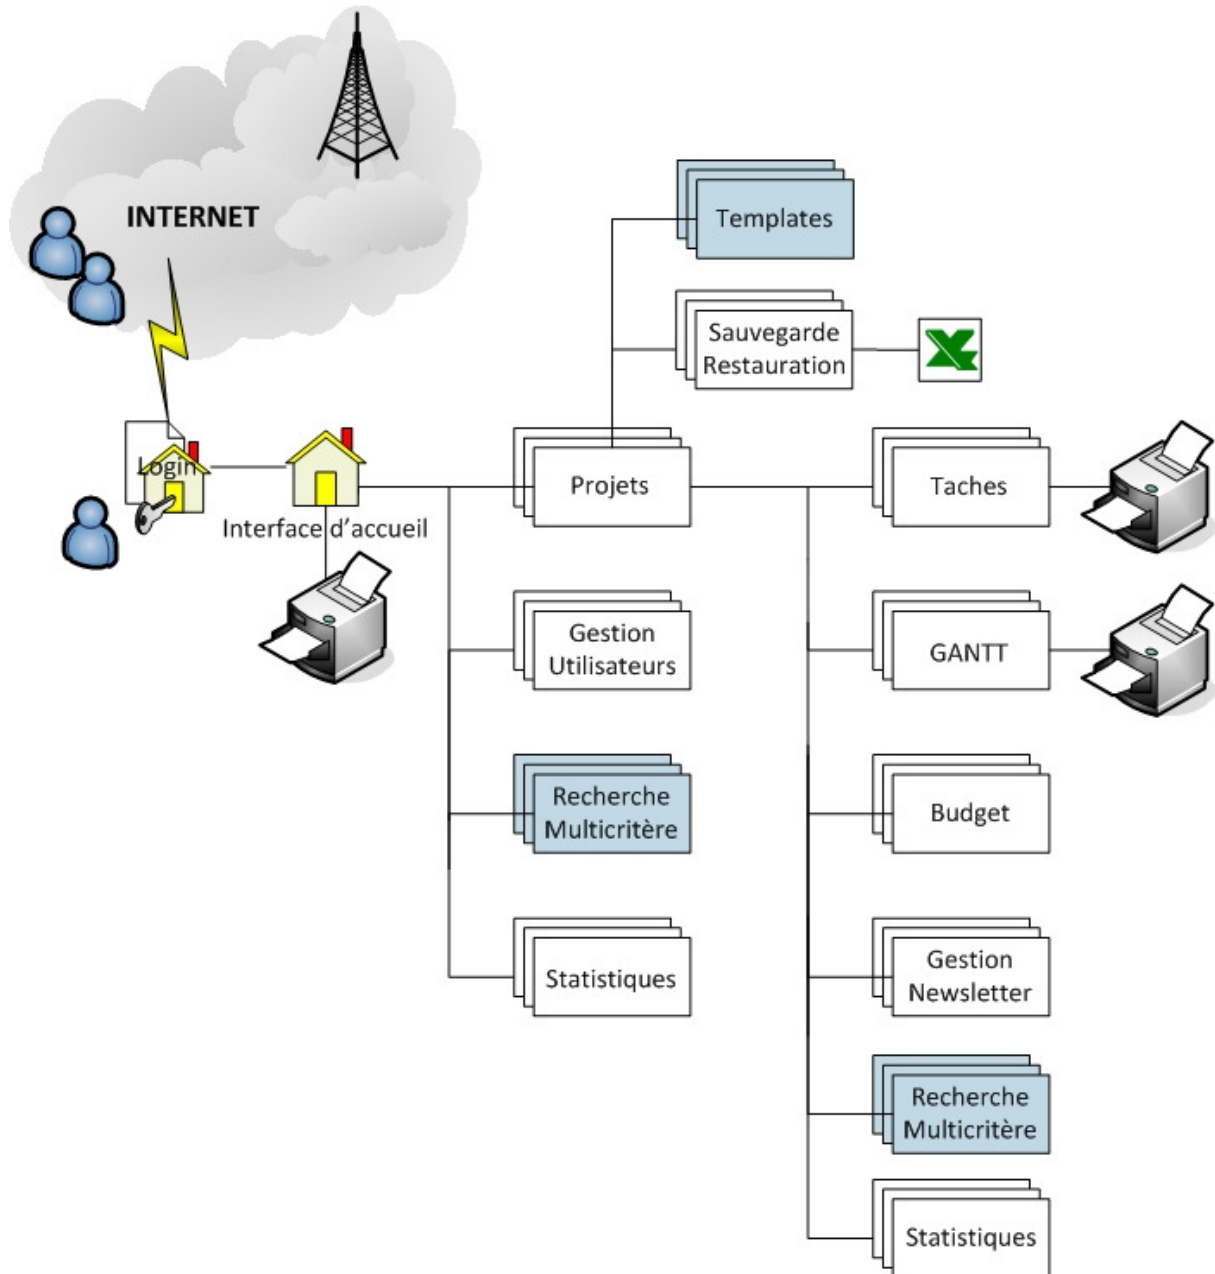 INTERNET
Templates
Sauvegarde
Restauration
Login
Interface d'accueil
Projets
Taches
Gestion
Utilisateurs
GANTT
Recherche
Multicritère
Budget
Statistiques
Gestion
Newsletter
Recherche
Multicritère
Statistiques